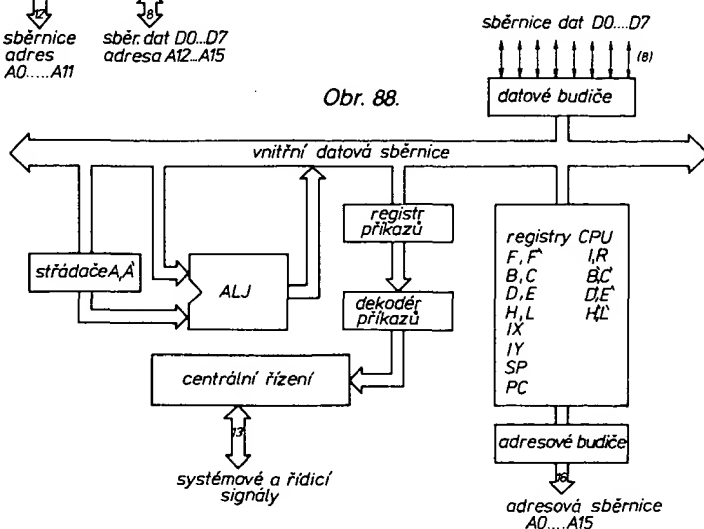 12
8
sběrnice
adres
A0.....A11
sběr. dat D0...D7
adresa A12...A15
Obr. 88.
sběrnice dat D0....D7
(8)
datové budiče
vnitřní datová sběrnice
střádače A, A'
ALJ
registr
příkazů
dekodér
příkazů
centrální řízení
13
systémové a řídicí
signály
registry CPU
F, F' I,R
B, C B',C'
D, E D',E'
H, L H',L'
IX
IY
SP
PC
adresové budiče
16
adresová sběrnice
A0....A15